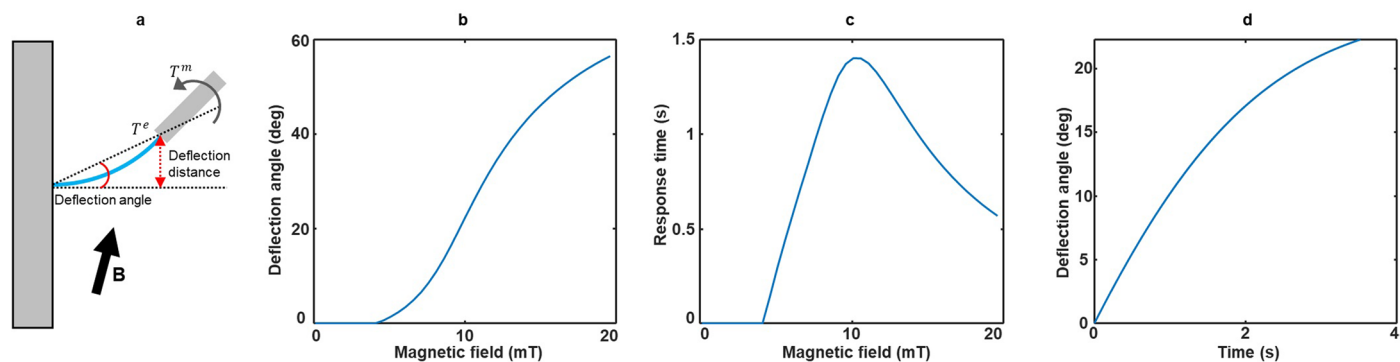 a
T^m
T^e
Deflection
distance
Deflection angle
B
b
Deflection angle (deg)
60
40
20
0
0
10
20
Magnetic field (mT)
c
Response time (s)
1.5
1
0.5
0
0
10
20
Magnetic field (mT)
d
Deflection angle (deg)
20
15
10
5
0
0
2
4
Time (s)